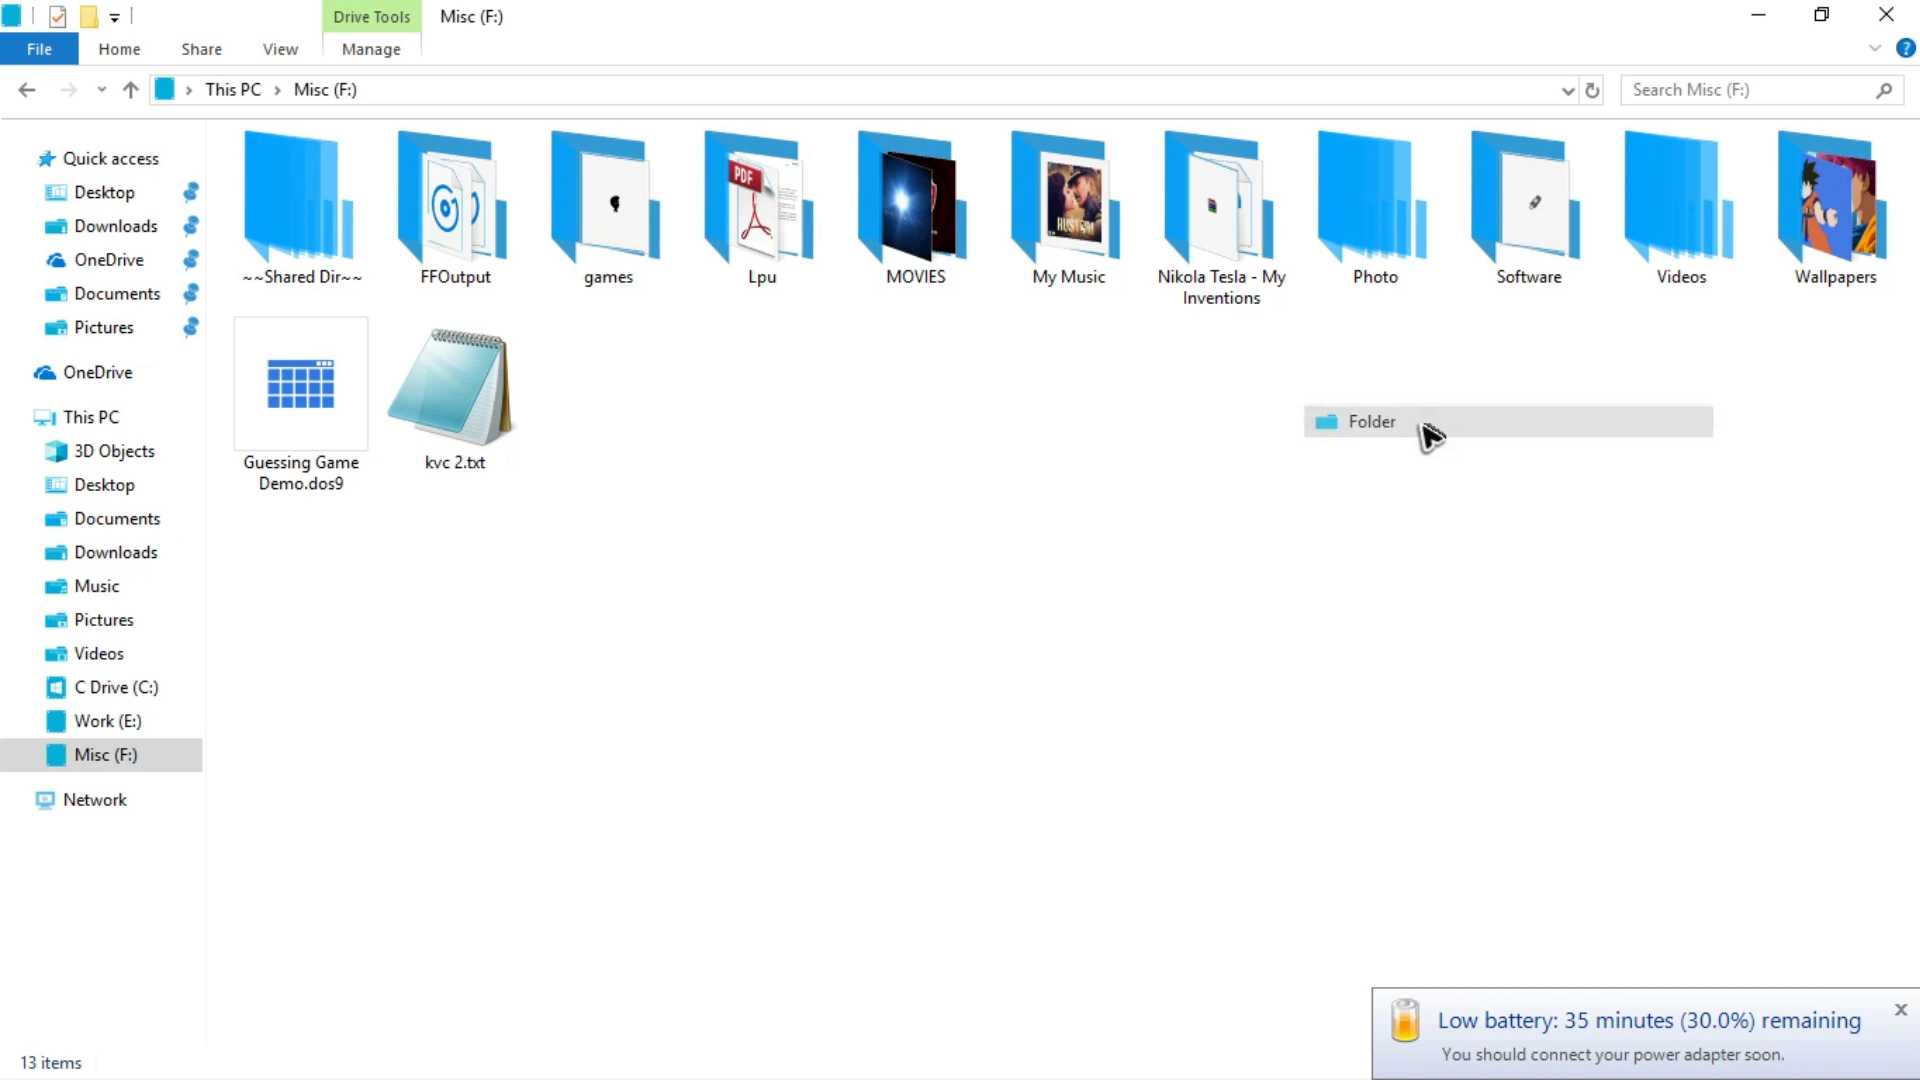 Drive Tools
Misc (F:)
File
Home
Share
View
Manage
This PC
Misc (F:)
Search Misc (F:)
Quick access
Desktop
Downloads
OneDrive
Documents
Pictures
OneDrive
This PC
3D Objects
Desktop
Documents
Downloads
Music
Pictures
Videos
C Drive (C:)
Work (E:)
Misc (F:)
Network
~~Shared Dir~~
FFOutput
games
PDF
Lpu
MOVIES
RUSTOM
My Music
Nikola Tesla - My
Inventions
Photo
Software
Videos
Wallpapers
Guessing Game
Demo.dos9
kvc 2.txt
Folder
Low battery: 35 minutes (30.0%) remaining
You should connect your power adapter soon.
13 items